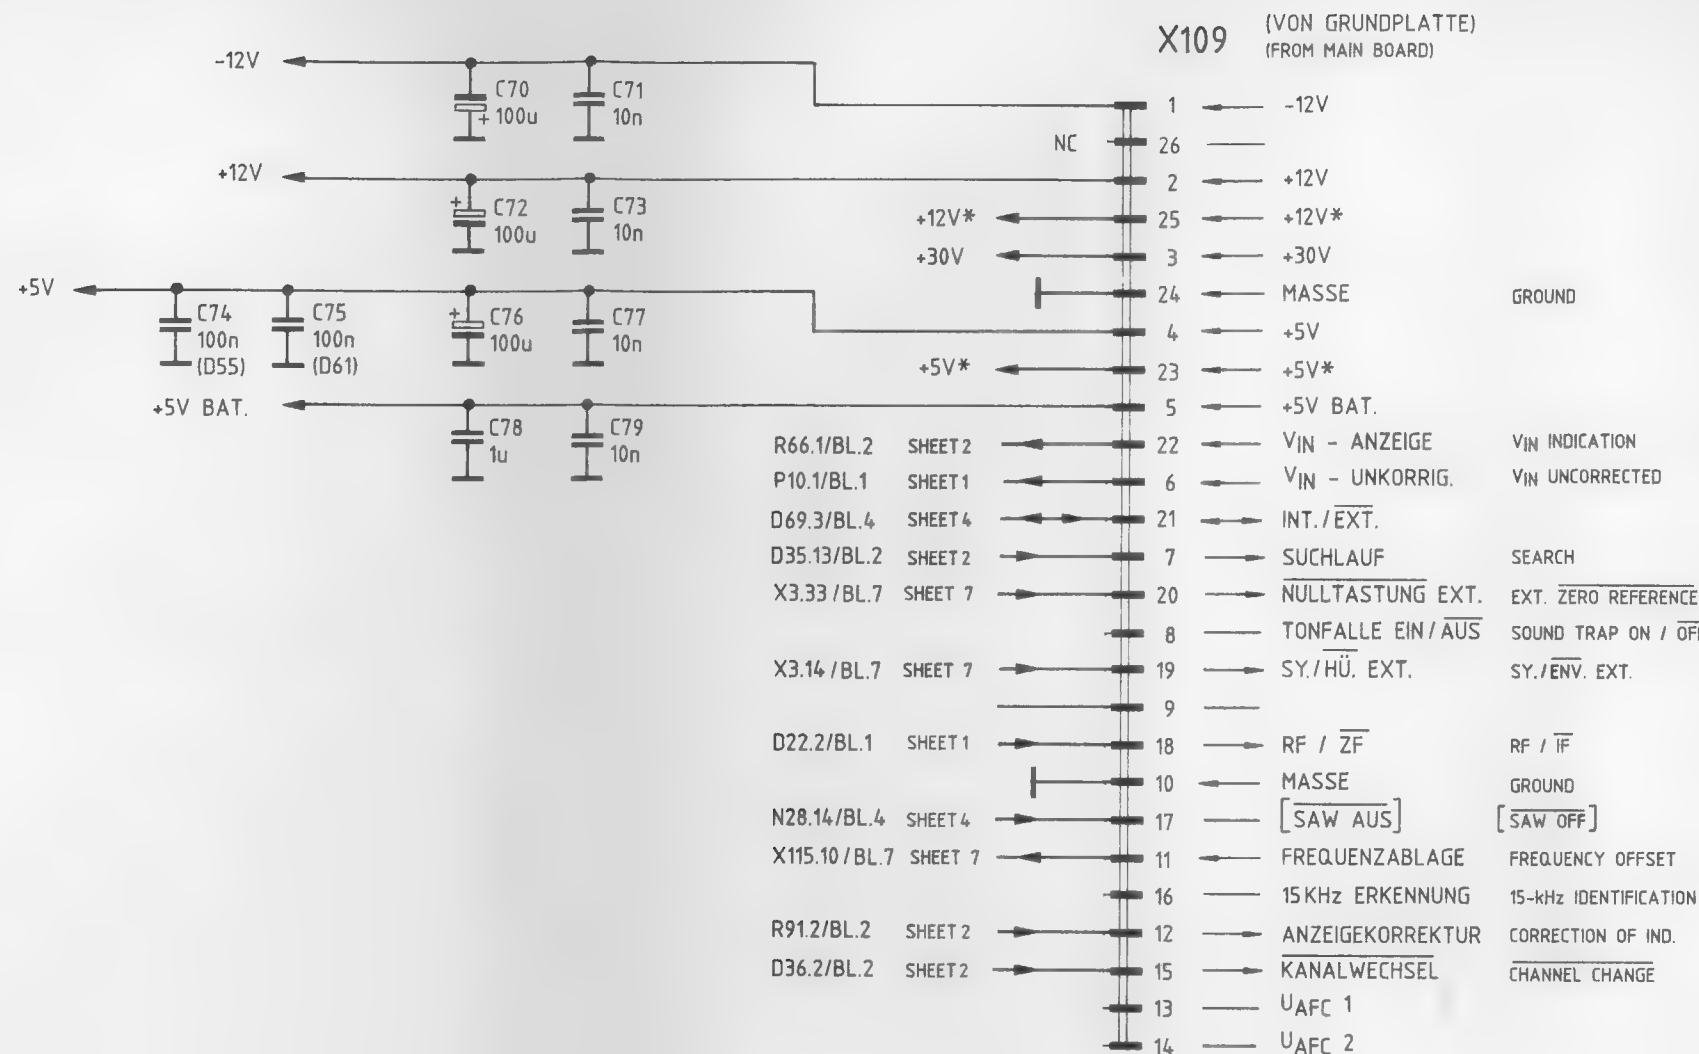 X109 (VON GRUNDPLATTE)
(FROM MAIN BOARD)
-12V
C70 C71
+ 100u 10n
1 -12V
NC 26
+12V
2 +12V
+ C72 C73
100u 10n
+12V* 25 +12V*
+30V 3 +30V
+5V
24 MASSE GROUND
C74 C75 + C76 C77
100n 100n 100u 10n
(D55) (D61)
4 +5V
+5V* 23 +5V*
+5V BAT. 5 +5V BAT.
C78 C79
1u 10n
R66.1/BL.2 SHEET 2 22 VIN - ANZEIGE VIN INDICATION
P10.1/BL.1 SHEET 1 6 VIN - UNKORRIG. VIN UNCORRECTED
D69.3/BL.4 SHEET 4 21 INT./EXT.
D35.13/BL.2 SHEET 2 7 SUCHLAUF SEARCH
X3.33/BL.7 SHEET 7 20 NULLTASTUNG EXT. EXT. ZERO REFERENCE
8 TONFALLE EIN/AUS SOUND TRAP ON /
X3.14/BL.7 SHEET 7 19 SY./HÜ. EXT. SY./ENV. EXT.
9
D22.2/BL.1 SHEET 1 18 RF / ZF RF / IF
10 MASSE GROUND
N28.14/BL.4 SHEET 4 17 [SAW AUS] [SAW OFF]
X115.10/BL.7 SHEET 7 11 FREQUENZABLAGE FREQUENCY OFFSET
16 15KHz ERKENNUNG 15-kHz IDENTIFICATION
R91.2/BL.2 SHEET 2 12 ANZEIGEKORREKTUR CORRECTION OF IND.
D36.2/BL.2 SHEET 2 15 KANALWECHSEL CHANNEL CHANGE
13 UAFC 1
14 UAFC 2